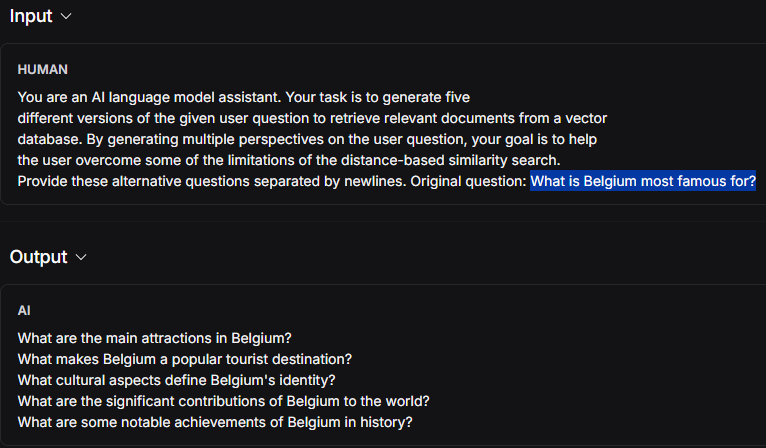 Input
HUMAN
You are an AI language model assistant. Your task is to generate five
different versions of the given user question to retrieve relevant documents from a vector
database. By generating multiple perspectives on the user question, your goal is to help
the user overcome some of the limitations of the distance-based similarity search.
Provide these alternative questions separated by newlines. Original question: What is Belgium most famous for?
Output
AI
What are the main attractions in Belgium?
What makes Belgium a popular tourist destination?
What cultural aspects define Belgium's identity?
What are the significant contributions of Belgium to the world?
What are some notable achievements of Belgium in history?